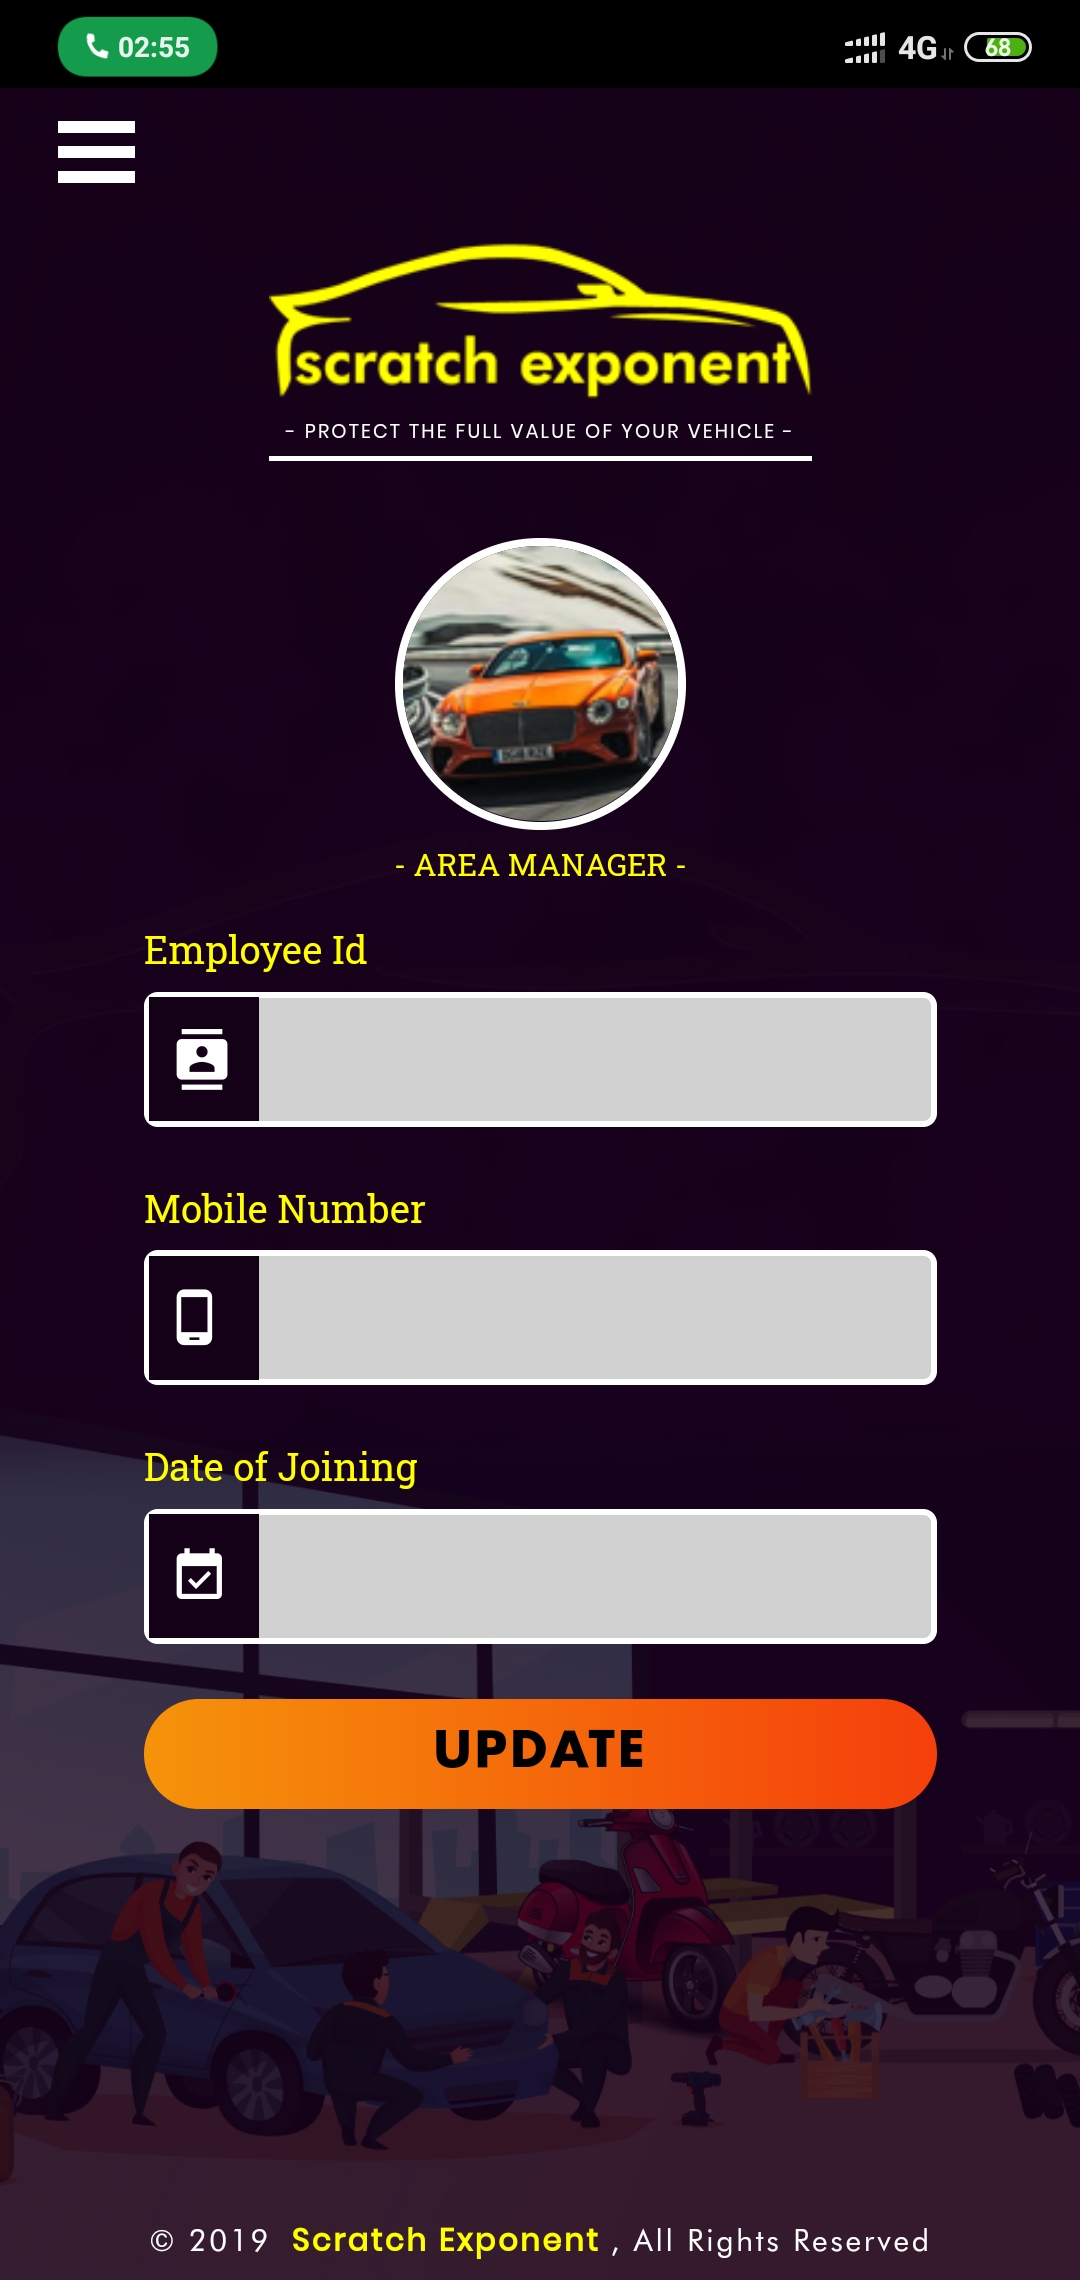 02:55 4G 68
scratch exponent
- PROTECT THE FULL VALUE OF YOUR VEHICLE -
- AREA MANAGER -
Employee Id
Mobile Number
Date of Joining
UPDATE
© 2019 Scratch Exponent , All Rights Reserved